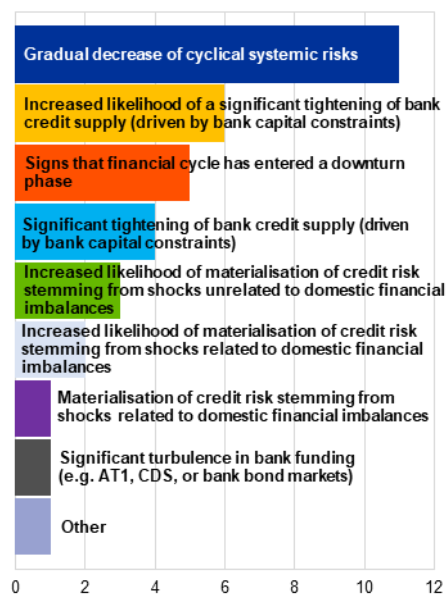 Gradual decrease of cyclical systemic risks
Increased likelihood of a significant tightening of bank
credit supply (driven by bank capital constraints)
Signs that financial cycle has entered a downturn
phase
Significant tightening of bank credit supply (driven
by bank capital constraints)
Increased likelihood of materialisation of credit risk
stemming from shocks unrelated to domestic financial
imbalances
Increased likelihood of materialisation of credit risk
stemming from shocks related to domestic financial
imbalances
Materialisation of credit risk stemming from
shocks related to domestic financial imbalances
Significant turbulence in bank funding
(e.g. AT1, CDS, or bank bond markets)
Other
0 2 4 6 8 10 12